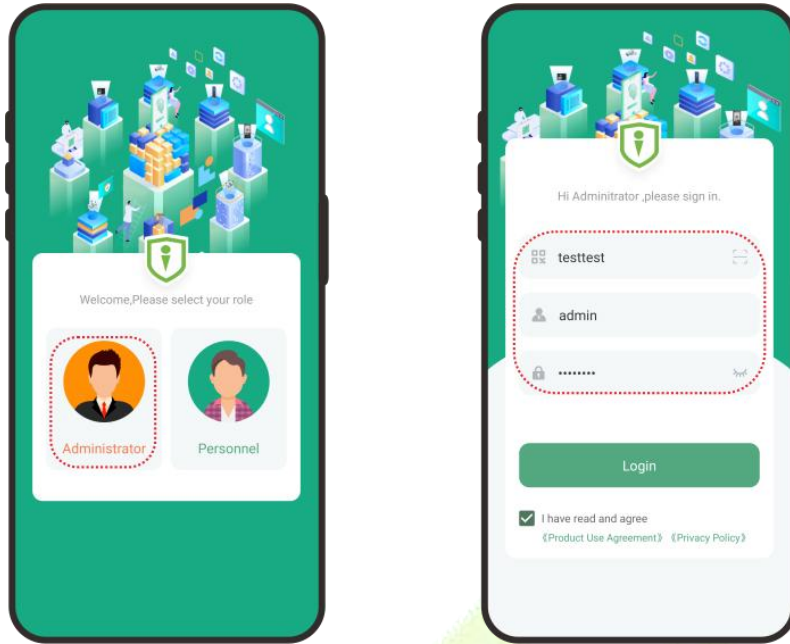 Welcome,Please select your role
Administrator
Personnel
Hi Adminitrator ,please sign in.
testtest
admin
••••••••
Login
I have read and agree
《Product Use Agreement》 《Privacy Policy》